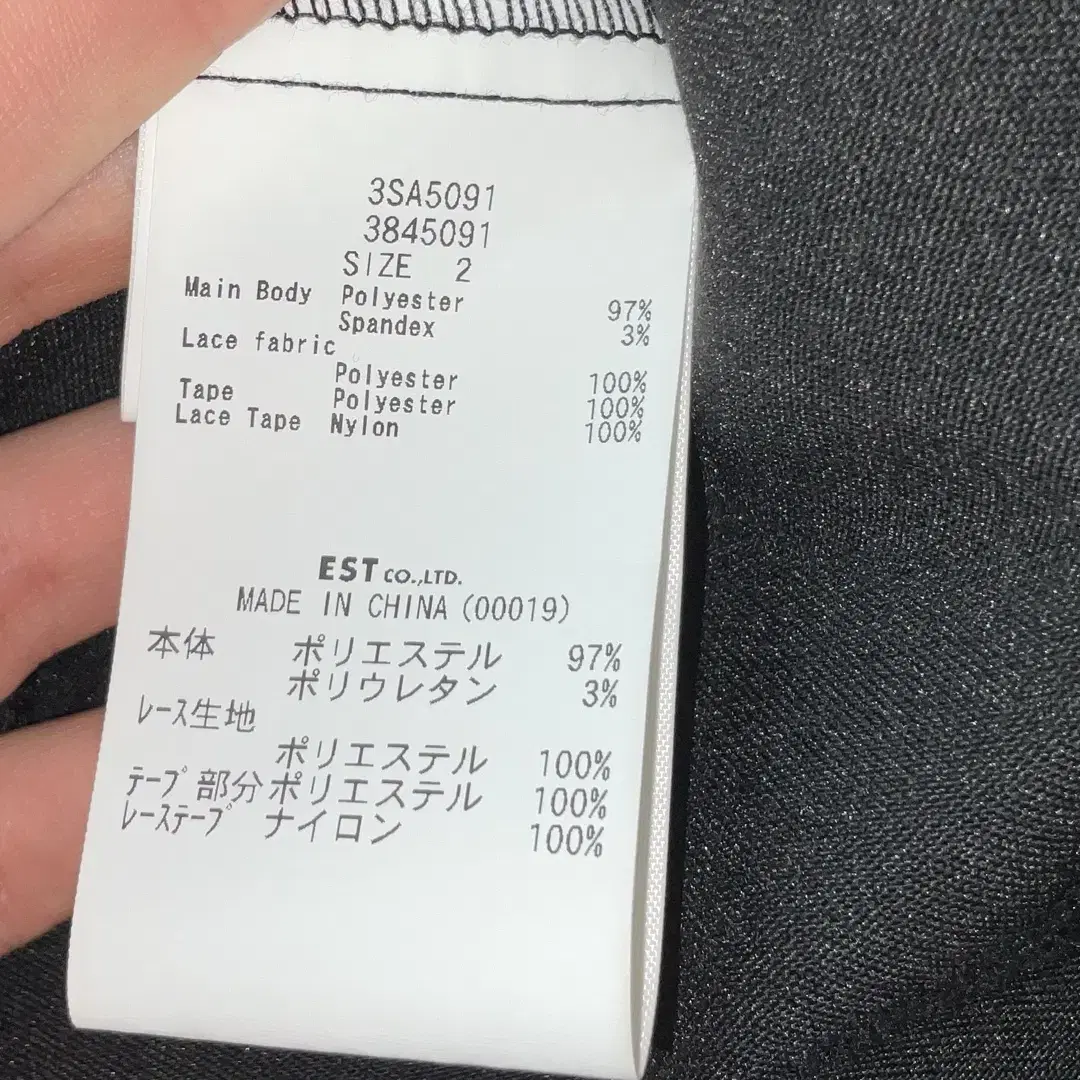 3SA5091
3845091
SIZE 2
Main Body Polyester 97%
Spandex 3%
Lace fabric
Polyester 100%
Tape Polyester 100%
Lace Tape Nylon 100%
EST CO.,LTD.
MADE IN CHINA (00019)
本体 ポリエステル 97%
ポリウレタン 3%
レース生地
ポリエステル 100%
テープ部分 ポリエステル 100%
レーステープ ナイロン 100%